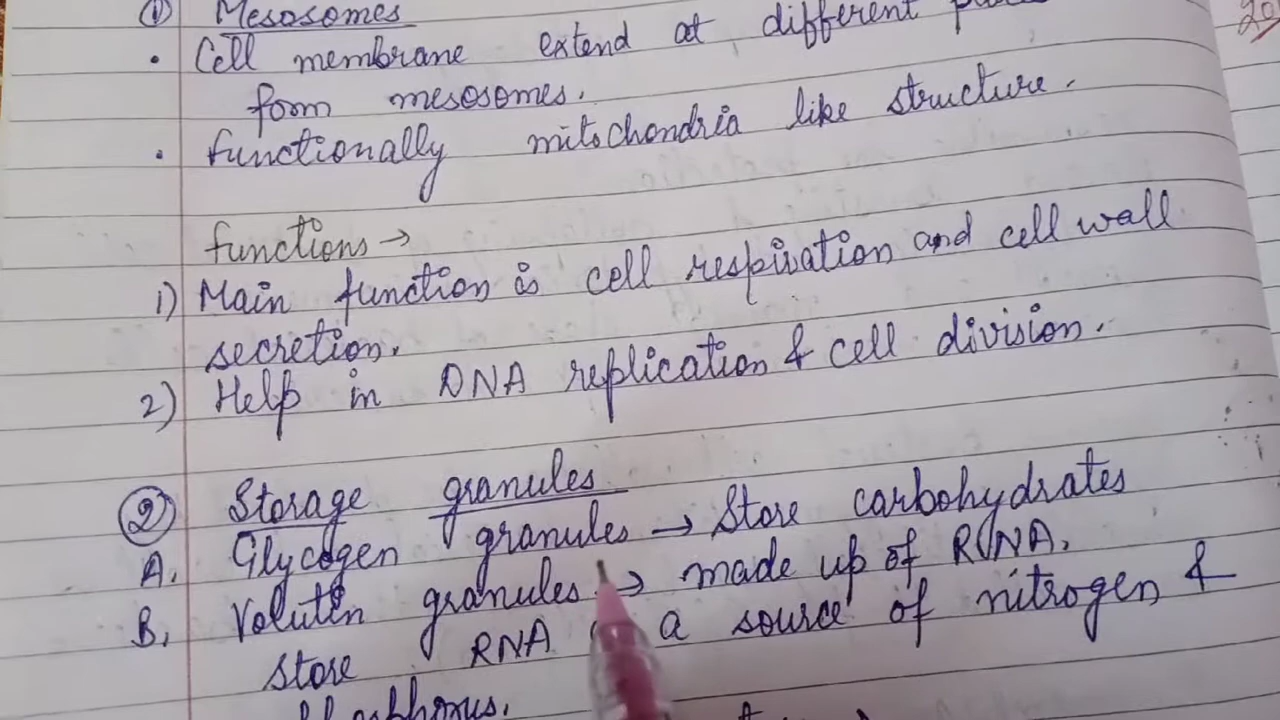 ① Mesosomes
• Cell membrane extend at different
form mesosomes.
• functionally mitochondria like structure.
functions →
1) Main function is cell respiration and cell wall
secretion.
2) Help in DNA replication & cell division.
② Storage granules
A. Glycogen granules → Store carbohydrates
B. Volutin granules → made up of RNA.
Store RNA a source of nitrogen &